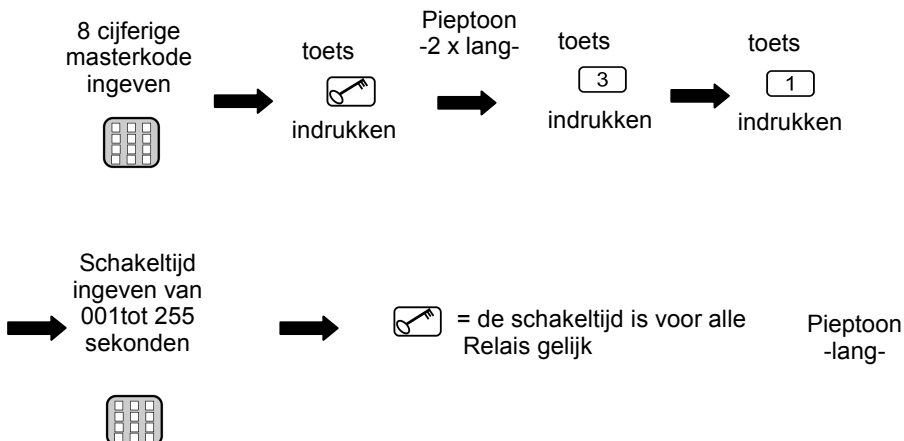 8 cijferige
masterkode
ingeven
toets
indrukken
Pieptoon
-2 x lang-
toets
3
indrukken
toets
1
indrukken
Schakeltijd
ingeven van
001tot 255
sekonden
= de schakeltijd is voor alle
Relais gelijk
Pieptoon
-lang-